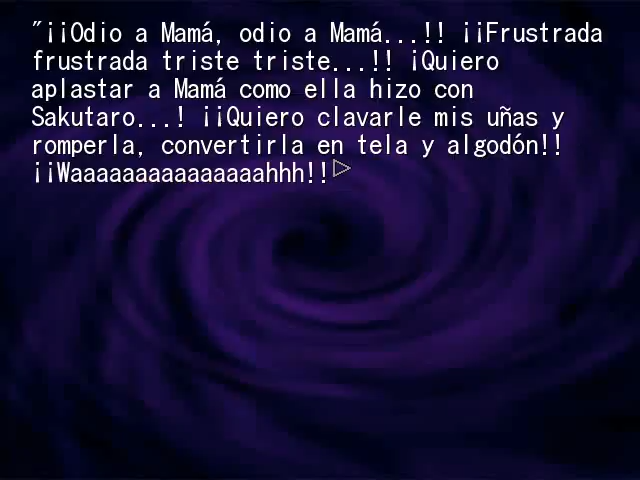 "¡¡Odio a Mamá, odio a Mamá...!! ¡¡Frustrada
frustrada triste triste...!! ¡Quiero
aplastar a Mamá como ella hizo con
Sakutaro...! ¡¡Quiero clavarle mis uñas y
romperla, convertirla en tela y algodón!!
¡¡Waaaaaaaaaaaaaaahhh!!